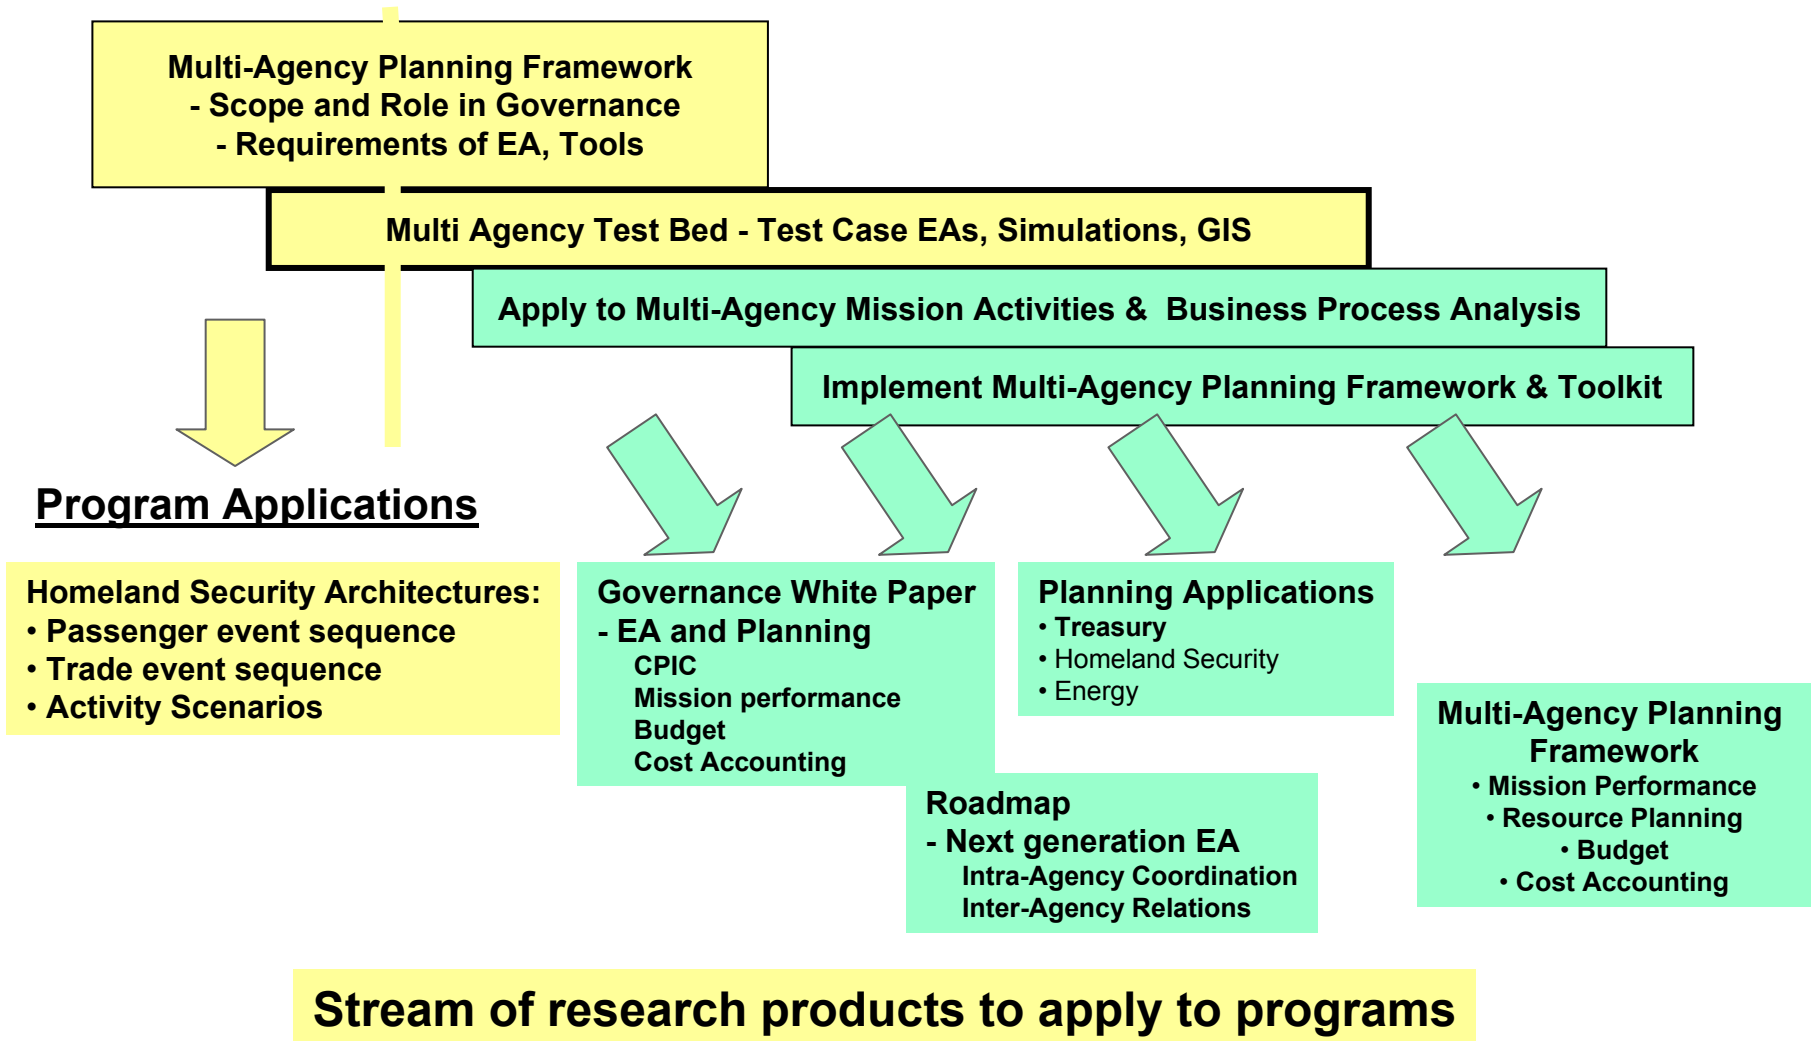 Multi-Agency Planning Framework
- Scope and Role in Governance
- Requirements of EA, Tools
Multi Agency Test Bed - Test Case EAs, Simulations, GIS
Apply to Multi-Agency Mission Activities & Business Process Analysis
Implement Multi-Agency Planning Framework & Toolkit
Program Applications
Homeland Security Architectures:
• Passenger event sequence
• Trade event sequence
• Activity Scenarios
Governance White Paper
- EA and Planning
CPIC
Mission performance
Budget
Cost Accounting
Planning Applications
• Treasury
• Homeland Security
• Energy
Roadmap
- Next generation EA
Intra-Agency Coordination
Inter-Agency Relations
Multi-Agency Planning
Framework
• Mission Performance
• Resource Planning
• Budget
• Cost Accounting
Stream of research products to apply to programs